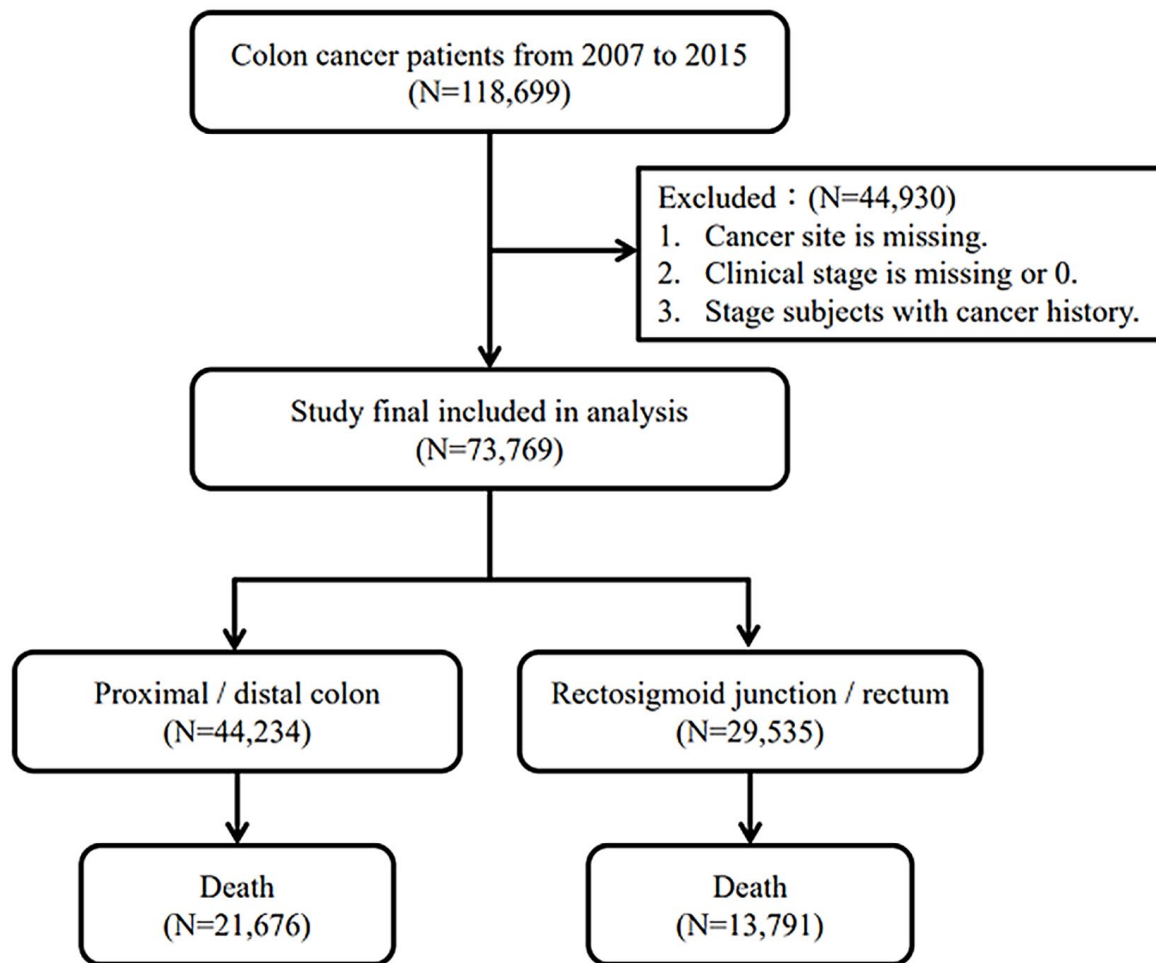 Colon cancer patients from 2007 to 2015
(N=118,699)
Excluded：(N=44,930)
1. Cancer site is missing.
2. Clinical stage is missing or 0.
3. Stage subjects with cancer history.
Study final included in analysis
(N=73,769)
Proximal / distal colon
(N=44,234)
Rectosigmoid junction / rectum
(N=29,535)
Death
(N=21,676)
Death
(N=13,791)